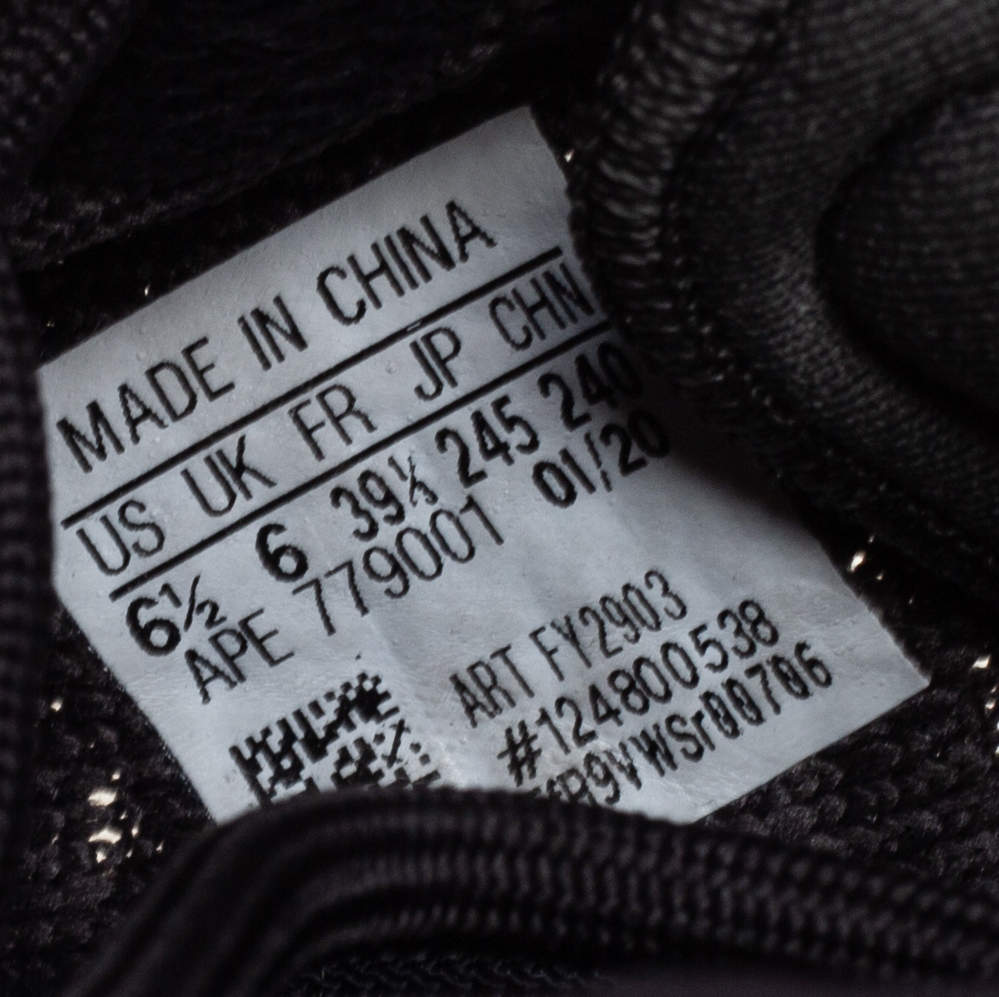 MADE IN CHINA
US UK FR JP CHN
6½ 6 39⅓ 245 240
APE 779001 01/20
ART FY2903
#124800538